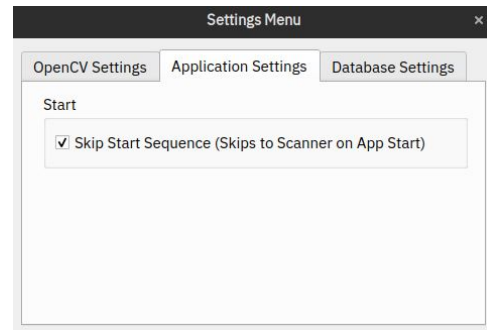 Settings Menu
×
OpenCV Settings Application Settings Database Settings
Start
Skip Start Sequence (Skips to Scanner on App Start)